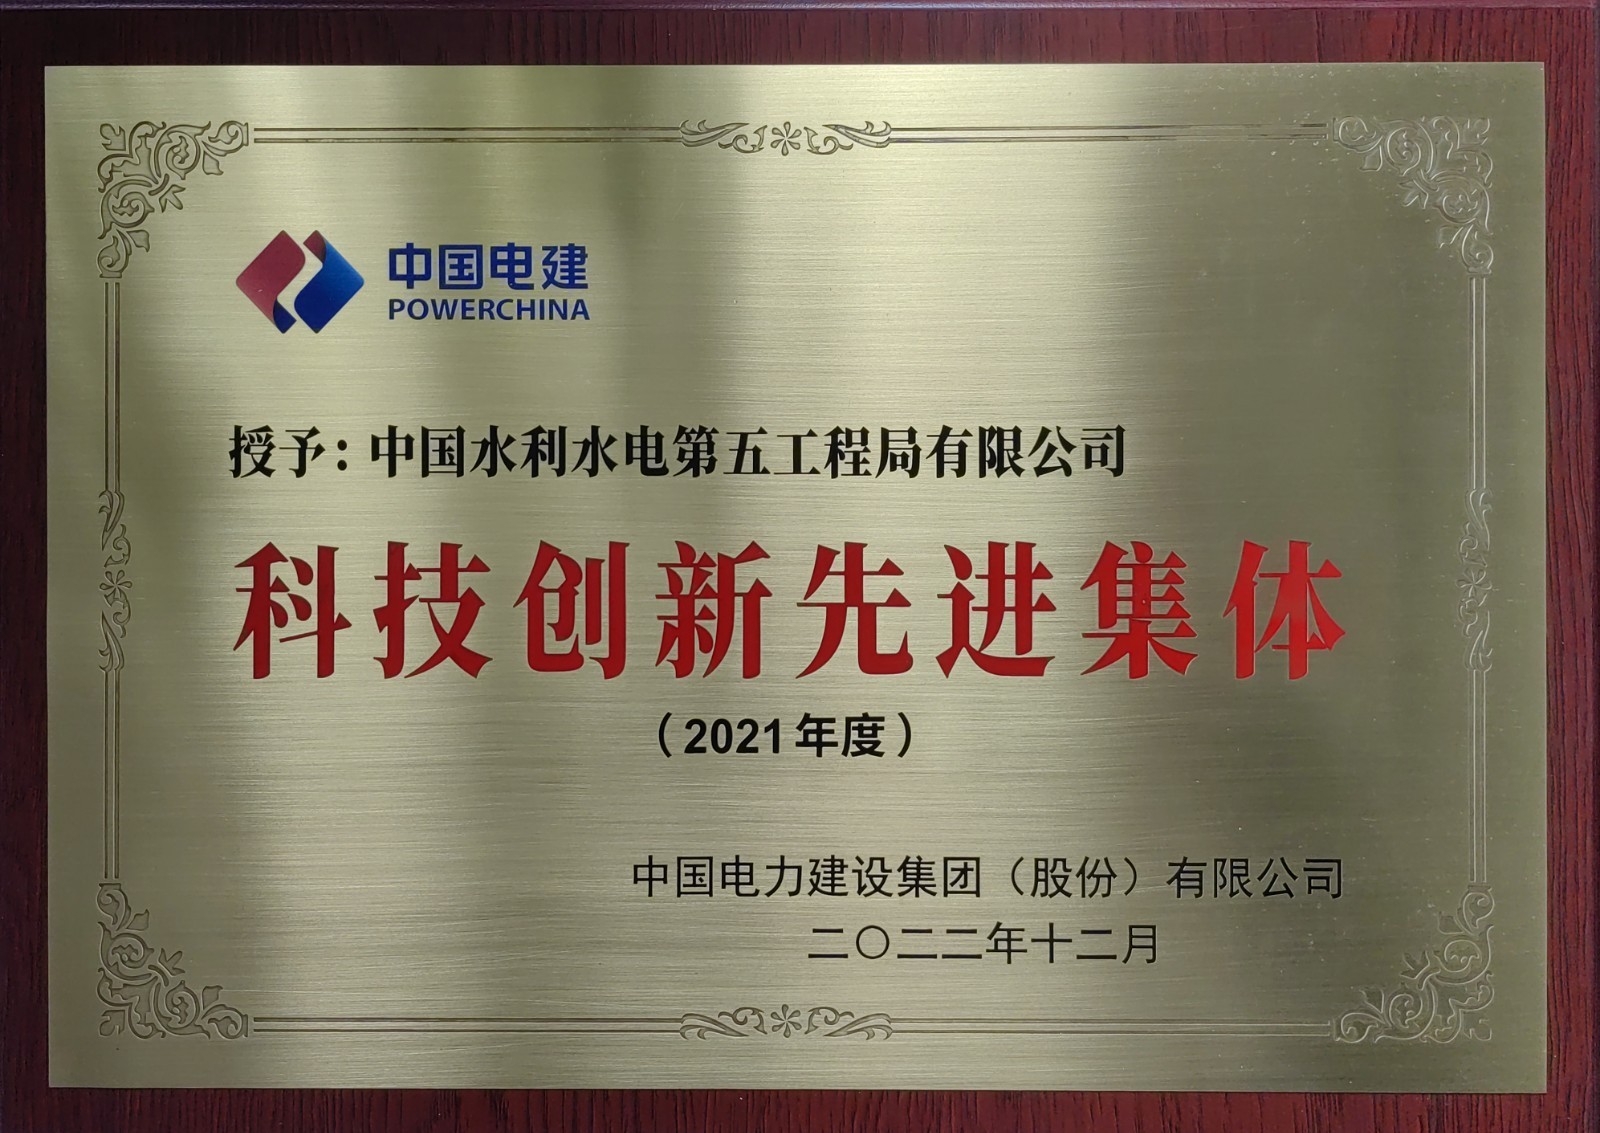 中国电建
POWERCHINA
授予：中国水利水电第五工程局有限公司
科技创新先进集体
（2021年度）
中国电力建设集团（股份）有限公司
二〇二二年十二月